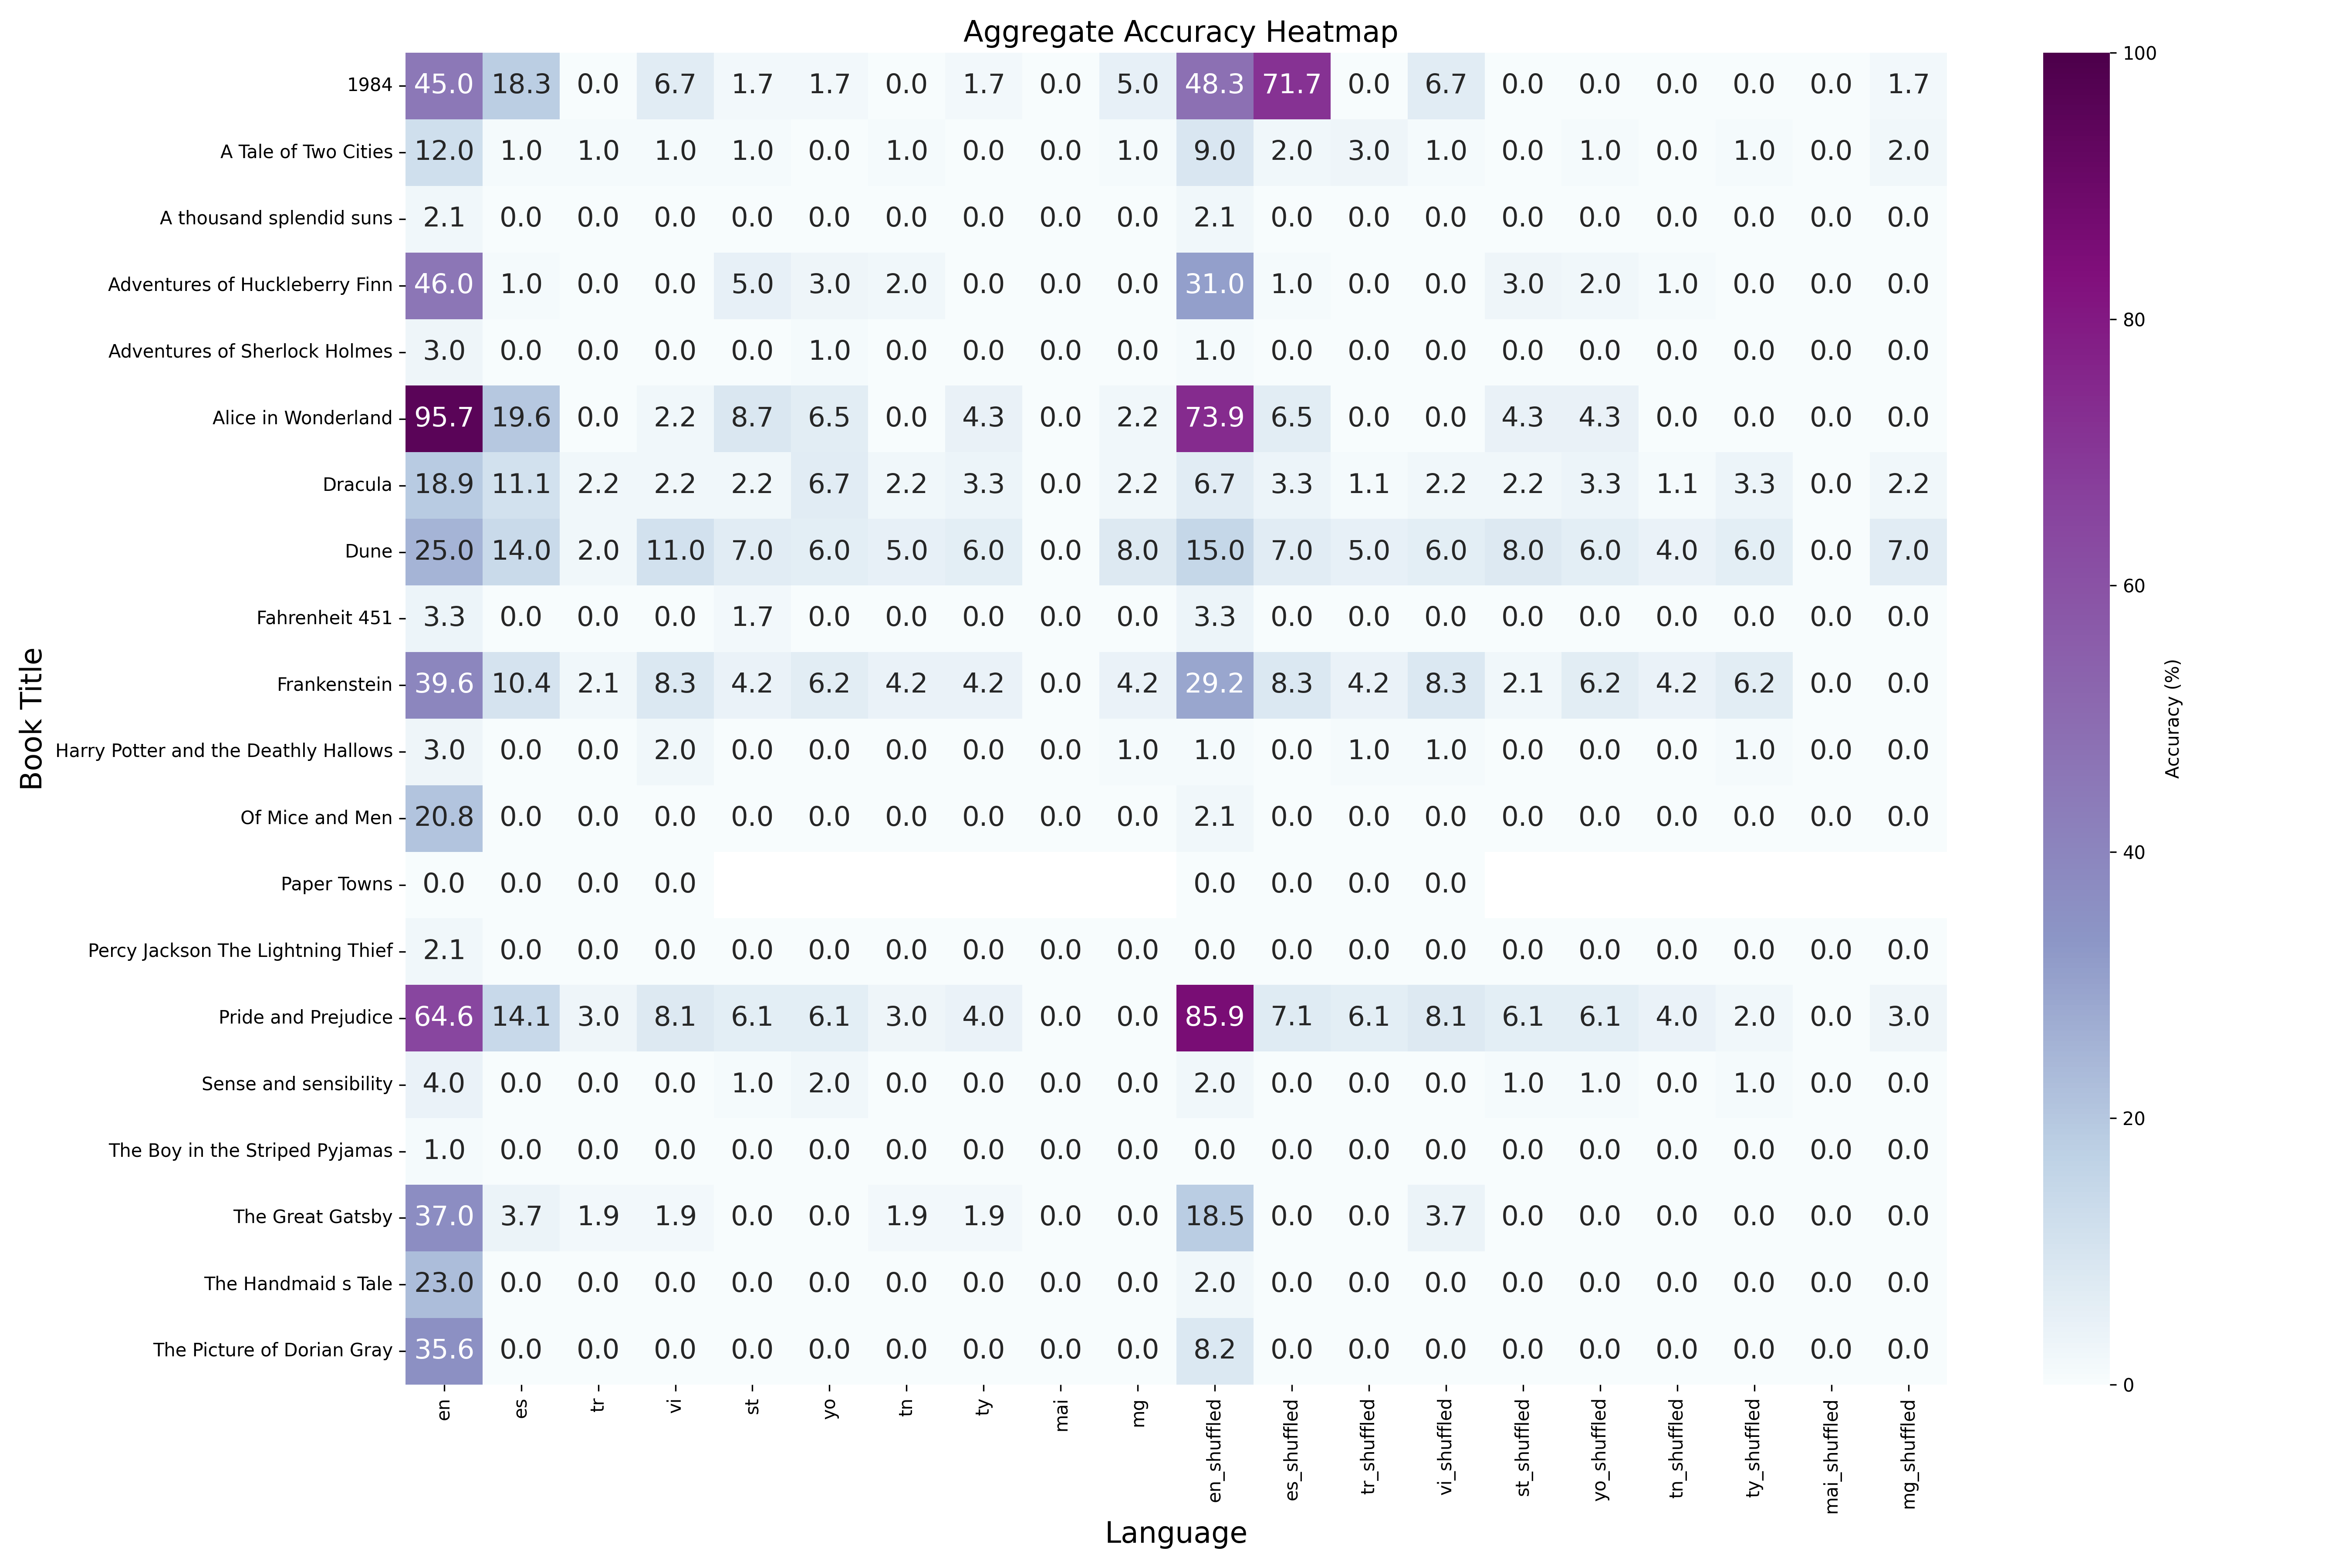 Aggregate Accuracy Heatmap
1984 45.0 18.3 0.0 6.7 1.7 1.7 0.0 1.7 0.0 5.0 48.3 71.7 0.0 6.7 0.0 0.0 0.0 0.0 0.0 1.7
A Tale of Two Cities 12.0 1.0 1.0 1.0 1.0 0.0 1.0 0.0 0.0 1.0 9.0 2.0 3.0 1.0 0.0 1.0 0.0 1.0 0.0 2.0
A thousand splendid suns 2.1 0.0 0.0 0.0 0.0 0.0 0.0 0.0 0.0 0.0 2.1 0.0 0.0 0.0 0.0 0.0 0.0 0.0 0.0 0.0
Adventures of Huckleberry Finn 46.0 1.0 0.0 0.0 5.0 3.0 2.0 0.0 0.0 0.0 31.0 1.0 0.0 0.0 3.0 2.0 1.0 0.0 0.0 0.0
Adventures of Sherlock Holmes 3.0 0.0 0.0 0.0 0.0 1.0 0.0 0.0 0.0 0.0 1.0 0.0 0.0 0.0 0.0 0.0 0.0 0.0 0.0 0.0
Alice in Wonderland 95.7 19.6 0.0 2.2 8.7 6.5 0.0 4.3 0.0 2.2 73.9 6.5 0.0 0.0 4.3 4.3 0.0 0.0 0.0 0.0
Dracula 18.9 11.1 2.2 2.2 2.2 6.7 2.2 3.3 0.0 2.2 6.7 3.3 1.1 2.2 2.2 3.3 1.1 3.3 0.0 2.2
Dune 25.0 14.0 2.0 11.0 7.0 6.0 5.0 6.0 0.0 8.0 15.0 7.0 5.0 6.0 8.0 6.0 4.0 6.0 0.0 7.0
Fahrenheit 451 3.3 0.0 0.0 0.0 1.7 0.0 0.0 0.0 0.0 0.0 3.3 0.0 0.0 0.0 0.0 0.0 0.0 0.0 0.0 0.0
Frankenstein 39.6 10.4 2.1 8.3 4.2 6.2 4.2 4.2 0.0 4.2 29.2 8.3 4.2 8.3 2.1 6.2 4.2 6.2 0.0 0.0
Harry Potter and the Deathly Hallows 3.0 0.0 0.0 2.0 0.0 0.0 0.0 0.0 0.0 1.0 1.0 0.0 1.0 1.0 0.0 0.0 0.0 1.0 0.0 0.0
Of Mice and Men 20.8 0.0 0.0 0.0 0.0 0.0 0.0 0.0 0.0 0.0 2.1 0.0 0.0 0.0 0.0 0.0 0.0 0.0 0.0 0.0
Paper Towns 0.0 0.0 0.0 0.0 0.0 0.0 0.0 0.0
Percy Jackson The Lightning Thief 2.1 0.0 0.0 0.0 0.0 0.0 0.0 0.0 0.0 0.0 0.0 0.0 0.0 0.0 0.0 0.0 0.0 0.0 0.0 0.0
Pride and Prejudice 64.6 14.1 3.0 8.1 6.1 6.1 3.0 4.0 0.0 0.0 85.9 7.1 6.1 8.1 6.1 6.1 4.0 2.0 0.0 3.0
Sense and sensibility 4.0 0.0 0.0 0.0 1.0 2.0 0.0 0.0 0.0 0.0 2.0 0.0 0.0 0.0 1.0 1.0 0.0 1.0 0.0 0.0
The Boy in the Striped Pyjamas 1.0 0.0 0.0 0.0 0.0 0.0 0.0 0.0 0.0 0.0 0.0 0.0 0.0 0.0 0.0 0.0 0.0 0.0 0.0 0.0
The Great Gatsby 37.0 3.7 1.9 1.9 0.0 0.0 1.9 1.9 0.0 0.0 18.5 0.0 0.0 3.7 0.0 0.0 0.0 0.0 0.0 0.0
The Handmaid s Tale 23.0 0.0 0.0 0.0 0.0 0.0 0.0 0.0 0.0 0.0 2.0 0.0 0.0 0.0 0.0 0.0 0.0 0.0 0.0 0.0
The Picture of Dorian Gray 35.6 0.0 0.0 0.0 0.0 0.0 0.0 0.0 0.0 0.0 8.2 0.0 0.0 0.0 0.0 0.0 0.0 0.0 0.0 0.0
en es tr vi st yo tn ty mai mg en_shuffled es_shuffled tr_shuffled vi_shuffled st_shuffled yo_shuffled tn_shuffled ty_shuffled mai_shuffled mg_shuffled
Language
Book Title
100
80
60
40
20
0
Accuracy (%)